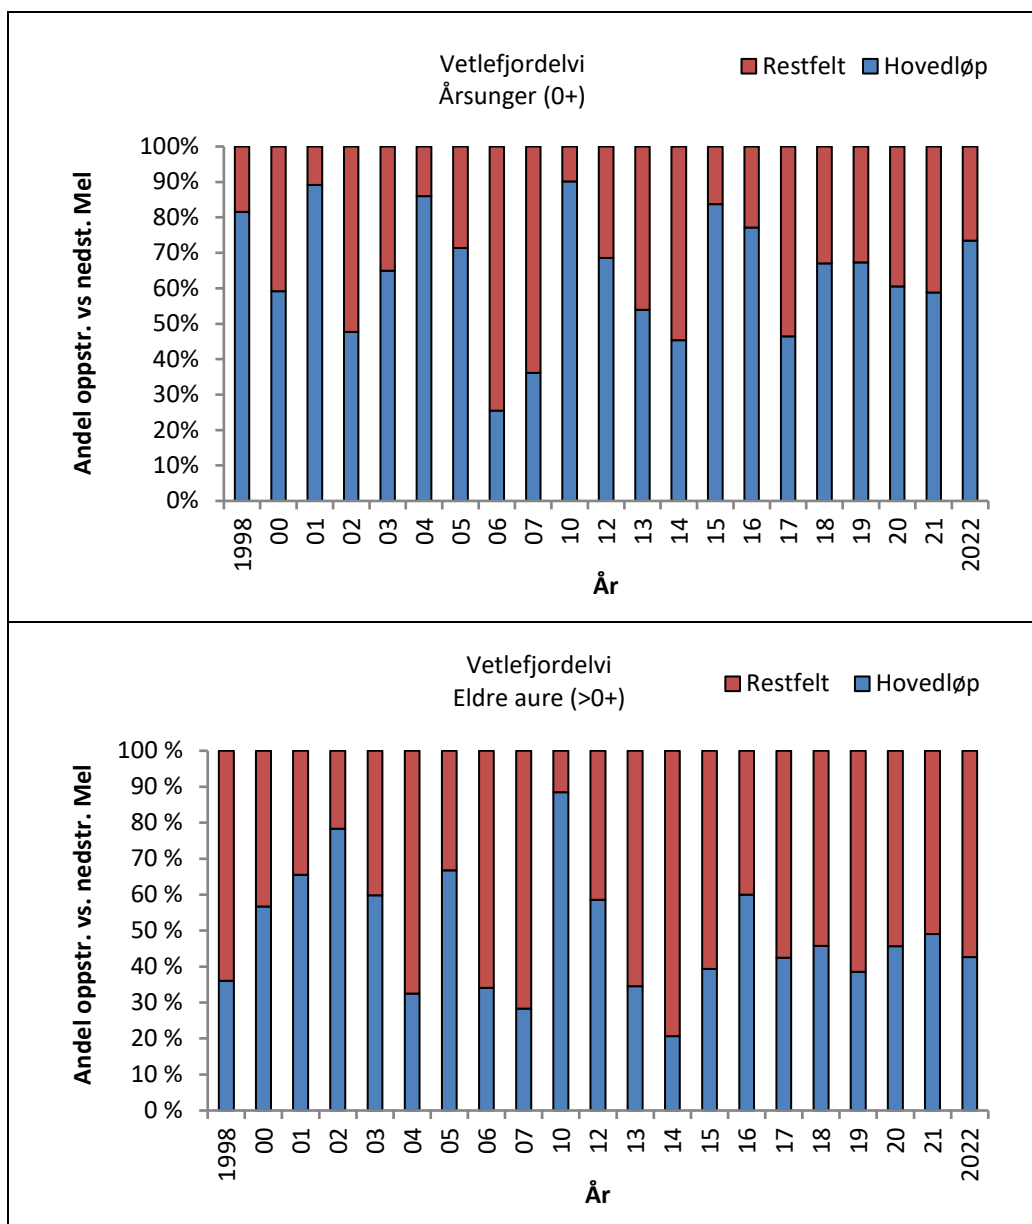 Vetlefjordelvi
Årsunger (0+)
Restfelt Hovedløp
Andel oppstr. vs nedst. Mel
100%
90%
80%
70%
60%
50%
40%
30%
20%
10%
0%
1998 00 01 02 03 04 05 06 07 10 12 13 14 15 16 17 18 19 20 21 2022
År
Vetlefjordelvi
Eldre aure (>0+)
Restfelt Hovedløp
Andel oppstr. vs. nedstr. Mel
100 %
90 %
80 %
70 %
60 %
50 %
40 %
30 %
20 %
10 %
0 %
1998 00 01 02 03 04 05 06 07 10 12 13 14 15 16 17 18 19 20 21 2022
År